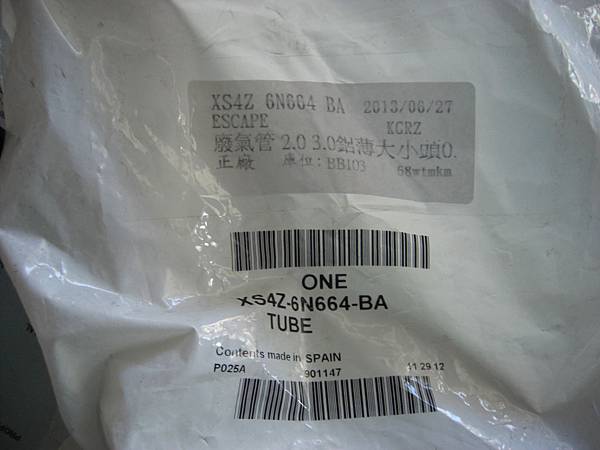 XS4Z 6N664 BA 2013/06/27
ESCAPE KCRZ
廢氣管 2.0 3.0鋁薄大小頭0.
正廠 庫位:BB103 68wtmkm
ONE
XS4Z-6N664-BA
TUBE
Contents made in SPAIN
P025A 901147 11 29 12